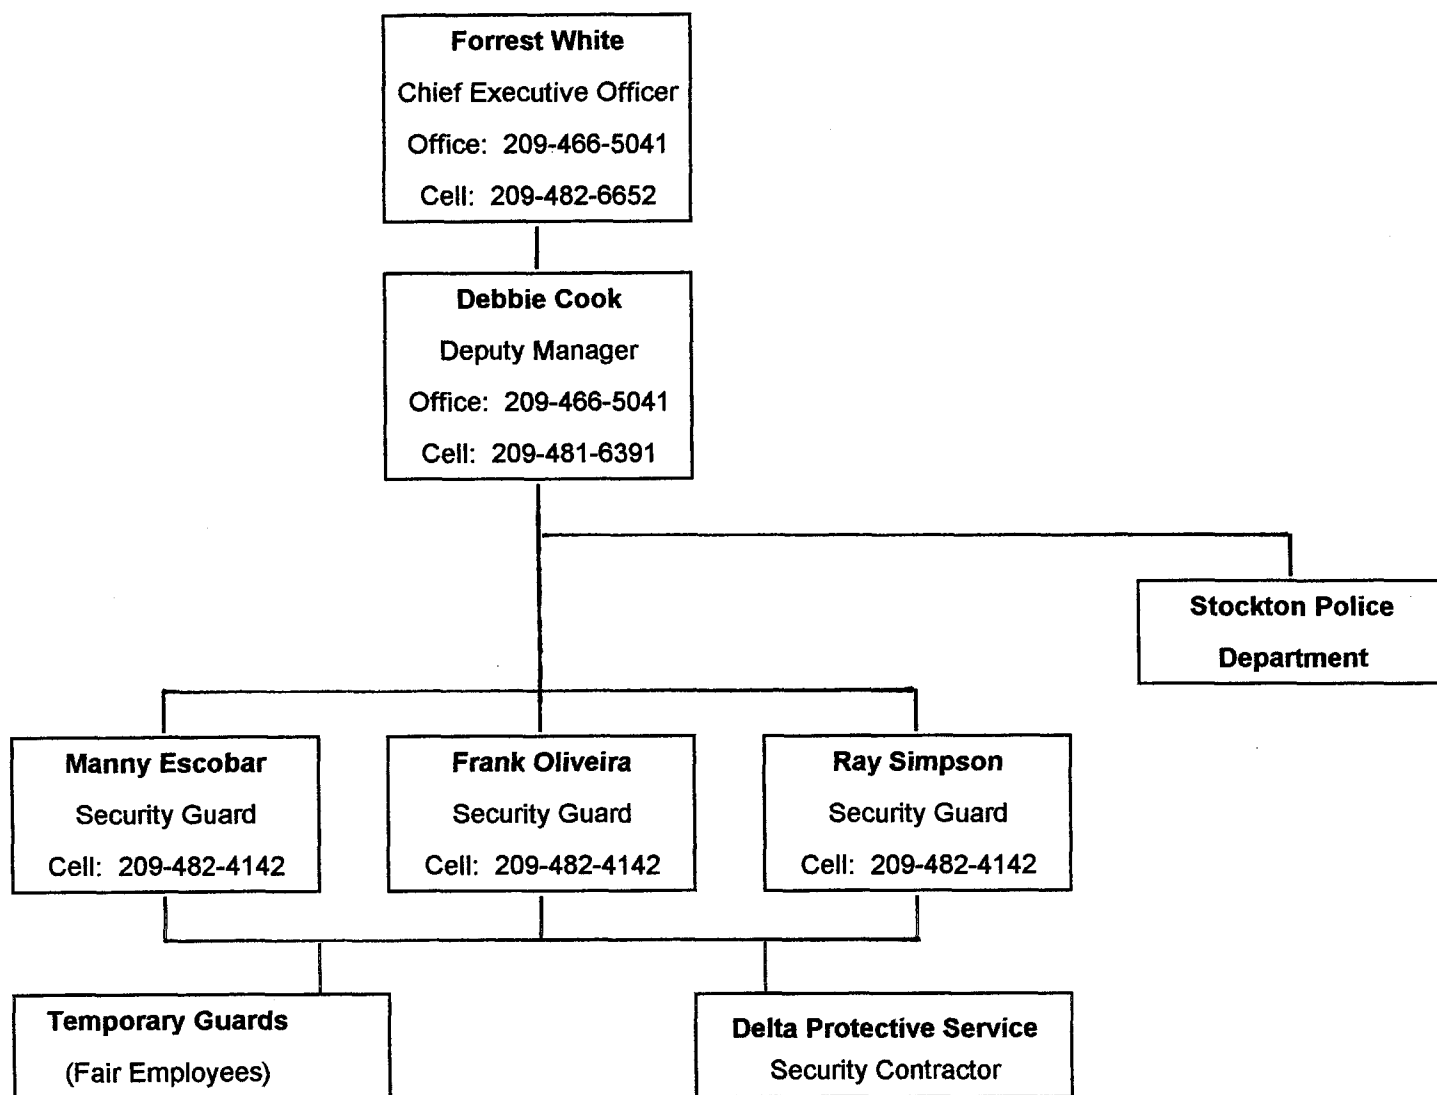 Forrest White
Chief Executive Officer
Office: 209-466-5041
Cell: 209-482-6652
Debbie Cook
Deputy Manager
Office: 209-466-5041
Cell: 209-481-6391
Stockton Police
Department
Manny Escobar
Security Guard
Cell: 209-482-4142
Frank Oliveira
Security Guard
Cell: 209-482-4142
Ray Simpson
Security Guard
Cell: 209-482-4142
Temporary Guards
(Fair Employees)
Delta Protective Service
Security Contractor